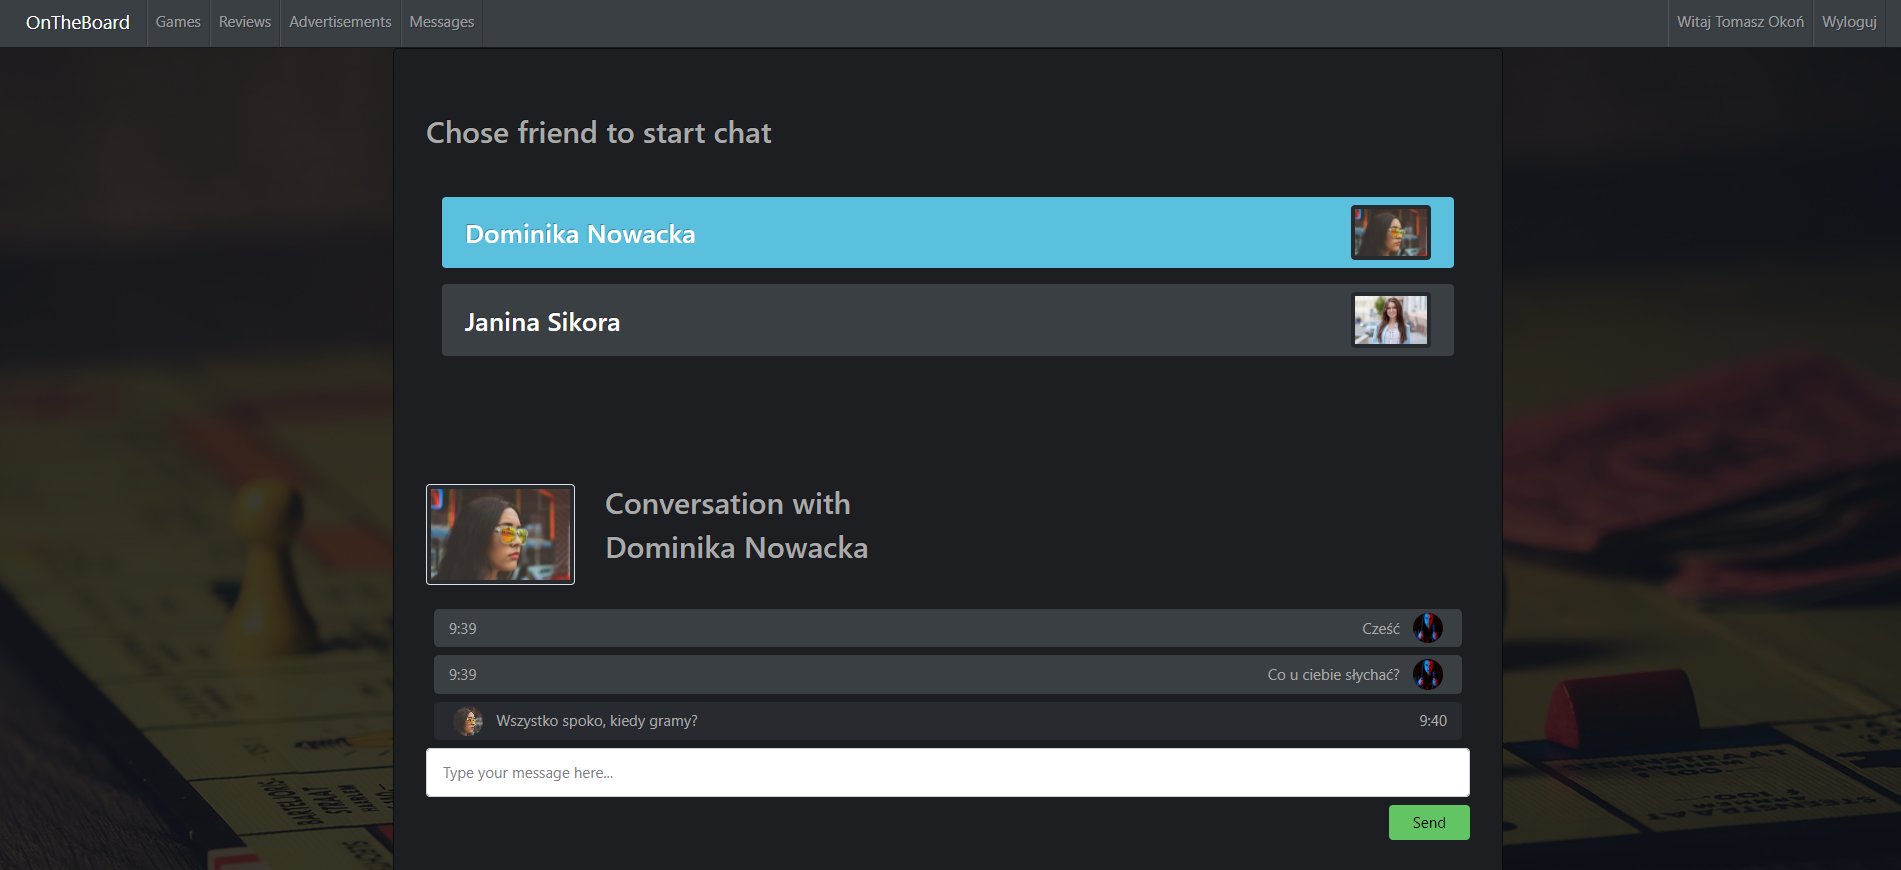 OnTheBoard Games Reviews Advertisements Messages Witaj Tomasz Okoń Wyloguj
Chose friend to start chat
Dominika Nowacka
Janina Sikora
Conversation with
Dominika Nowacka
9:39 Cześć
9:39 Co u ciebie słychać?
Wszystko spoko, kiedy gramy? 9:40
Type your message here...
Send